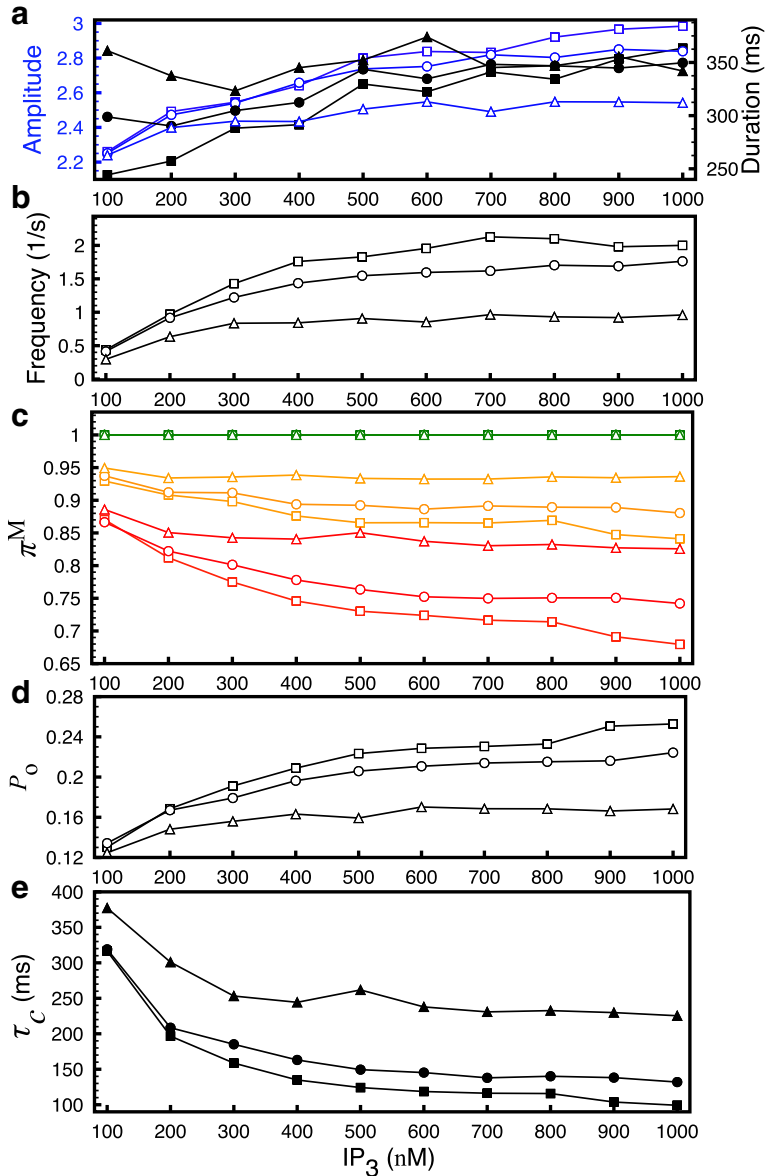 a
Amplitude
3
2.8
2.6
2.4
2.2
350
300
250
Duration (ms)
100 200 300 400 500 600 700 800 900 1000
b
Frequency (1/s)
2
1.5
1
0.5
0
100 200 300 400 500 600 700 800 900 1000
c
π^M
1
0.95
0.9
0.85
0.8
0.75
0.7
0.65
100 200 300 400 500 600 700 800 900 1000
d
P_o
0.28
0.24
0.2
0.16
0.12
100 200 300 400 500 600 700 800 900 1000
e
τ_c (ms)
400
350
300
250
200
150
100
100 200 300 400 500 600 700 800 900 1000
IP_3 (nM)